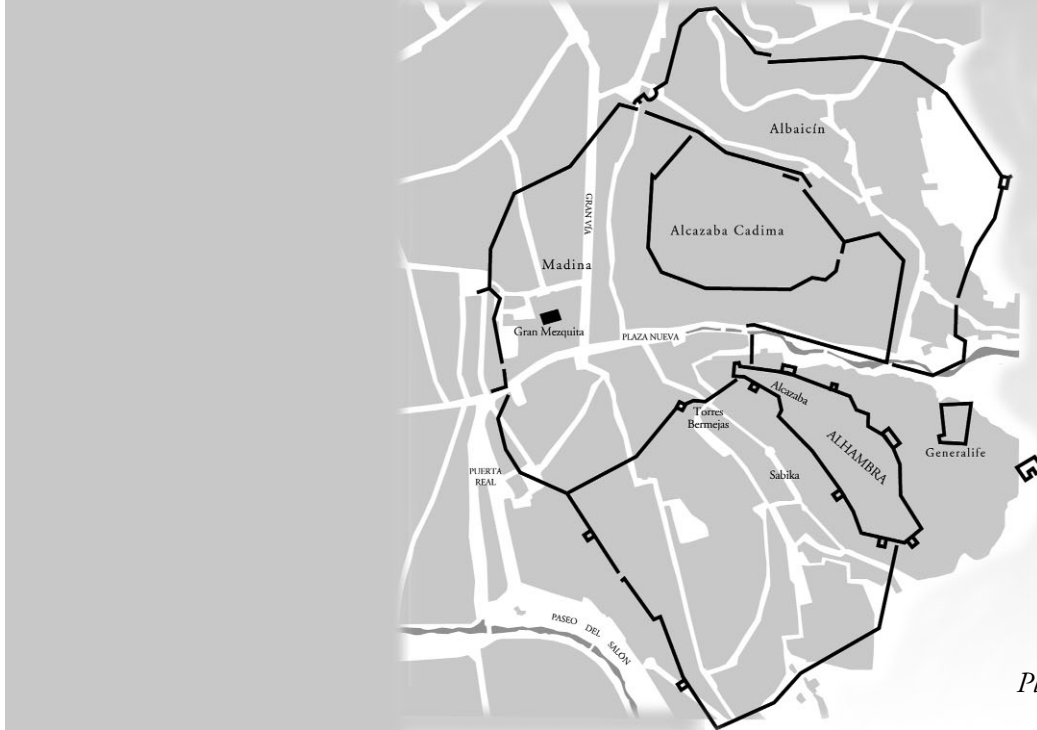 Albaicín
GRAN VÍA
Alcazaba Cadima
Madina
Gran Mezquita
PLAZA NUEVA
Alcazaba
Torres
Bermejas
ALHAMBRA
Generalife
PUERTA
REAL
Sabika
PASEO DEL SALÓN